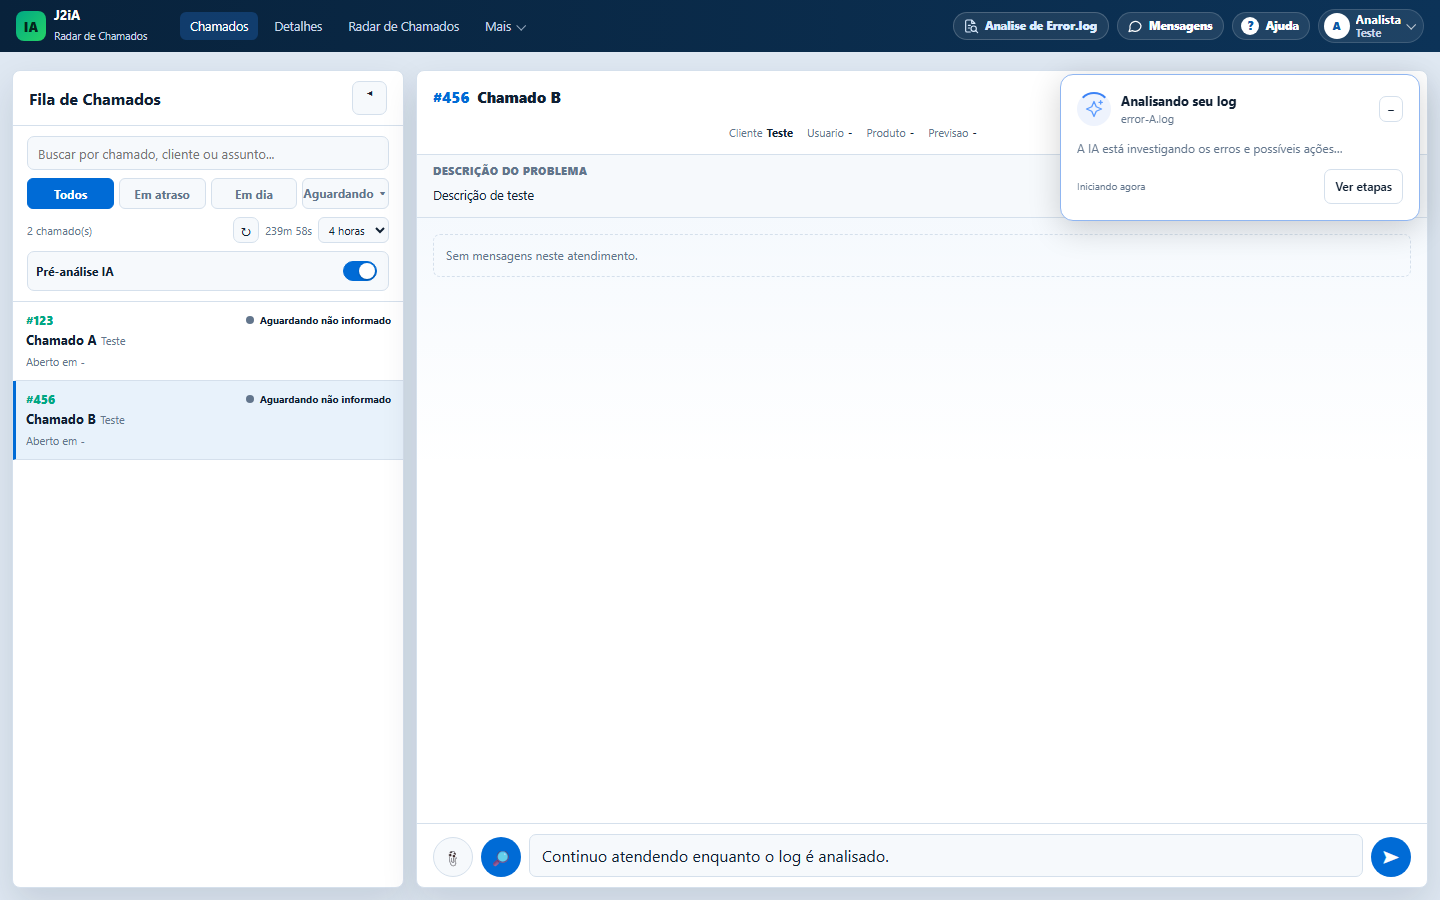 IA
J2iA
Radar de Chamados
Chamados
Detalhes
Radar de Chamados
Mais
Analise de Error.log
Mensagens
? Ajuda
A
Analista
Teste
Fila de Chamados
Buscar por chamado, cliente ou assunto...
Todos
Em atraso
Em dia
Aguardando
2 chamado(s)
239m 58s
4 horas
Pré-análise IA
#123
Aguardando não informado
Chamado A Teste
Aberto em -
#456
Aguardando não informado
Chamado B Teste
Aberto em -
#456 Chamado B
Cliente Teste Usuario - Produto - Previsao -
DESCRIÇÃO DO PROBLEMA
Descrição de teste
Sem mensagens neste atendimento.
Analisando seu log
error-A.log
–
A IA está investigando os erros e possíveis ações...
Iniciando agora
Ver etapas
Continuo atendendo enquanto o log é analisado.